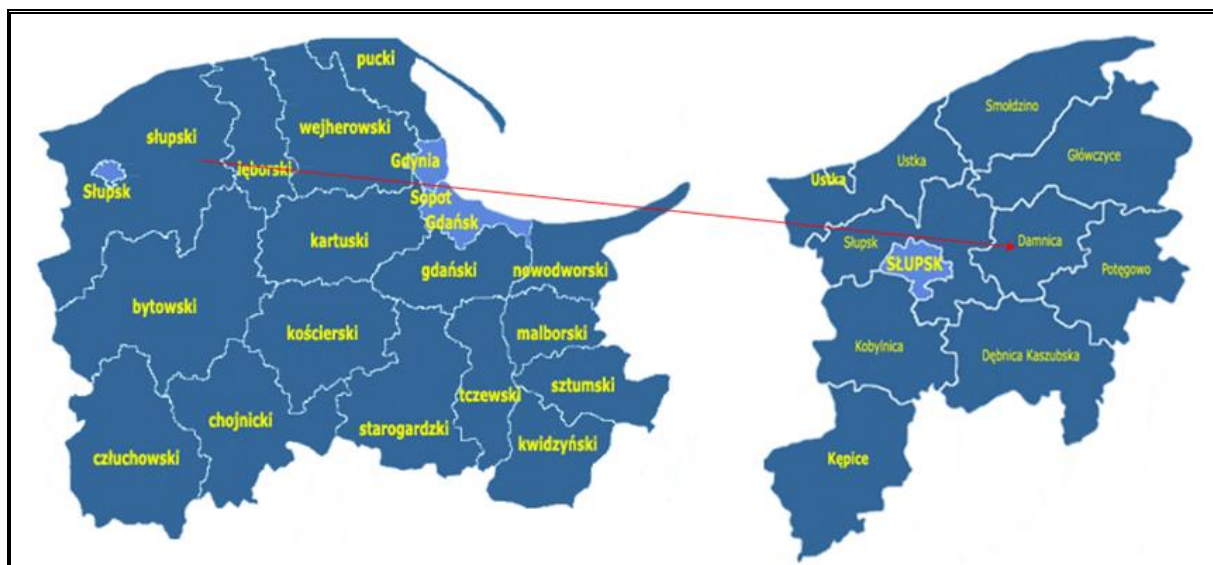 pucki
wejherowski
słupski
Gdynia
lęborski
Słupsk
Sopot
Gdańsk
kartuski
gdański
nowodworski
bytowski
kościerski
malborski
sztumski
tczewski
chojnicki
starogardzki
kwidzyński
człuchowski
Smołdzino
Główczyce
Ustka
Ustka
Słupsk
Damnica
SŁUPSK
Potęgowo
Kobylnica
Dębnica Kaszubska
Kępice